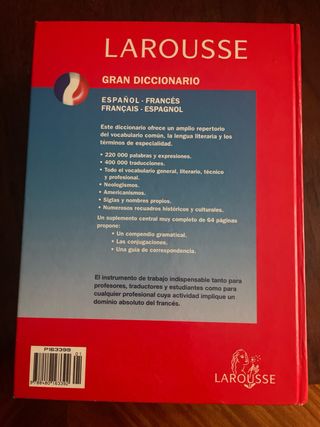 LAROUSSE
GRAN DICCIONARIO
ESPAÑOL - FRANCÉS
FRANÇAIS - ESPAGNOL
Este diccionario ofrece un amplio repertorio
del vocabulario común, la lengua literaria y los
términos de especialidad.
• 220 000 palabras y expresiones.
• 400 000 traducciones.
• Todo el vocabulario general, literario, técnico
y profesional.
• Neologismos.
• Americanismos.
• Siglas y nombres propios.
• Numerosos recuadros históricos y culturales.
Un suplemento central muy completo de 64 páginas
propone:
• Un compendio gramatical.
• Las conjugaciones.
• Una guía de correspondencia.
El instrumento de trabajo indispensable tanto para
profesores, traductores y estudiantes como para
cualquier profesional cuya actividad implique un
dominio absoluto del francés.
P163399
01
9788480163392
LAROUSSE